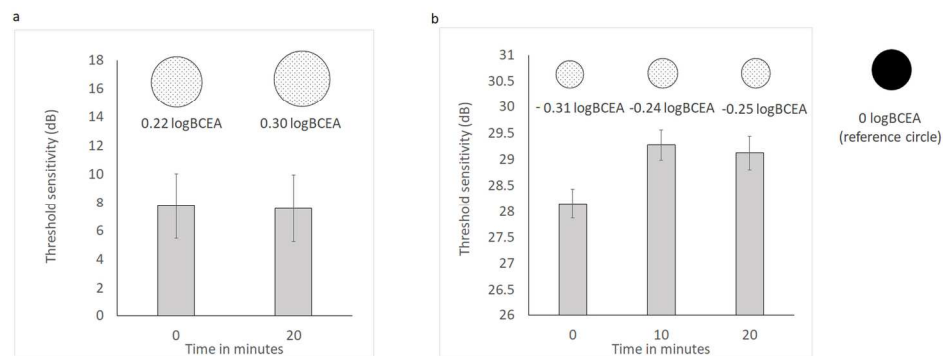 a
Threshold sensitivity (dB)
18
16
14
12
10
8
6
4
2
0
0.22 logBCEA
0.30 logBCEA
0
20
Time in minutes
b
Threshold sensitivity (dB)
31
30.5
30
29.5
29
28.5
28
27.5
27
26.5
26
- 0.31 logBCEA
-0.24 logBCEA
-0.25 logBCEA
0
10
20
Time in minutes
0 logBCEA
(reference circle)